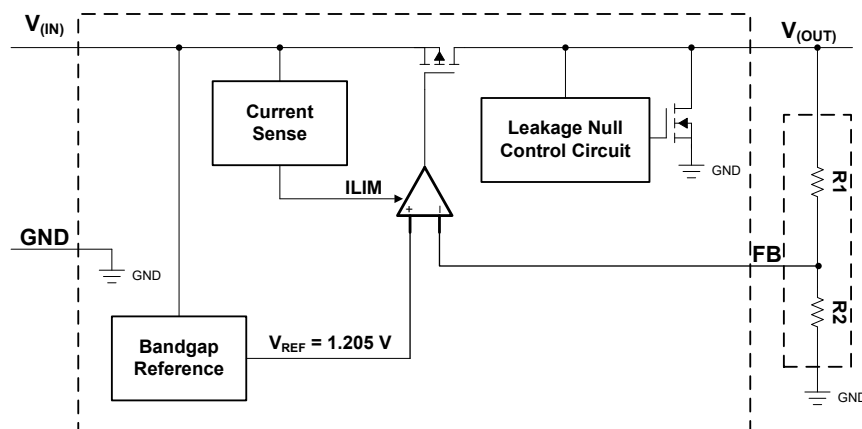 V(IN)
V(OUT)
Current
Sense
Leakage Null
Control Circuit
GND
R1
ILIM
+
–
GND
GND
FB
R2
Bandgap
Reference
VREF = 1.205 V
GND